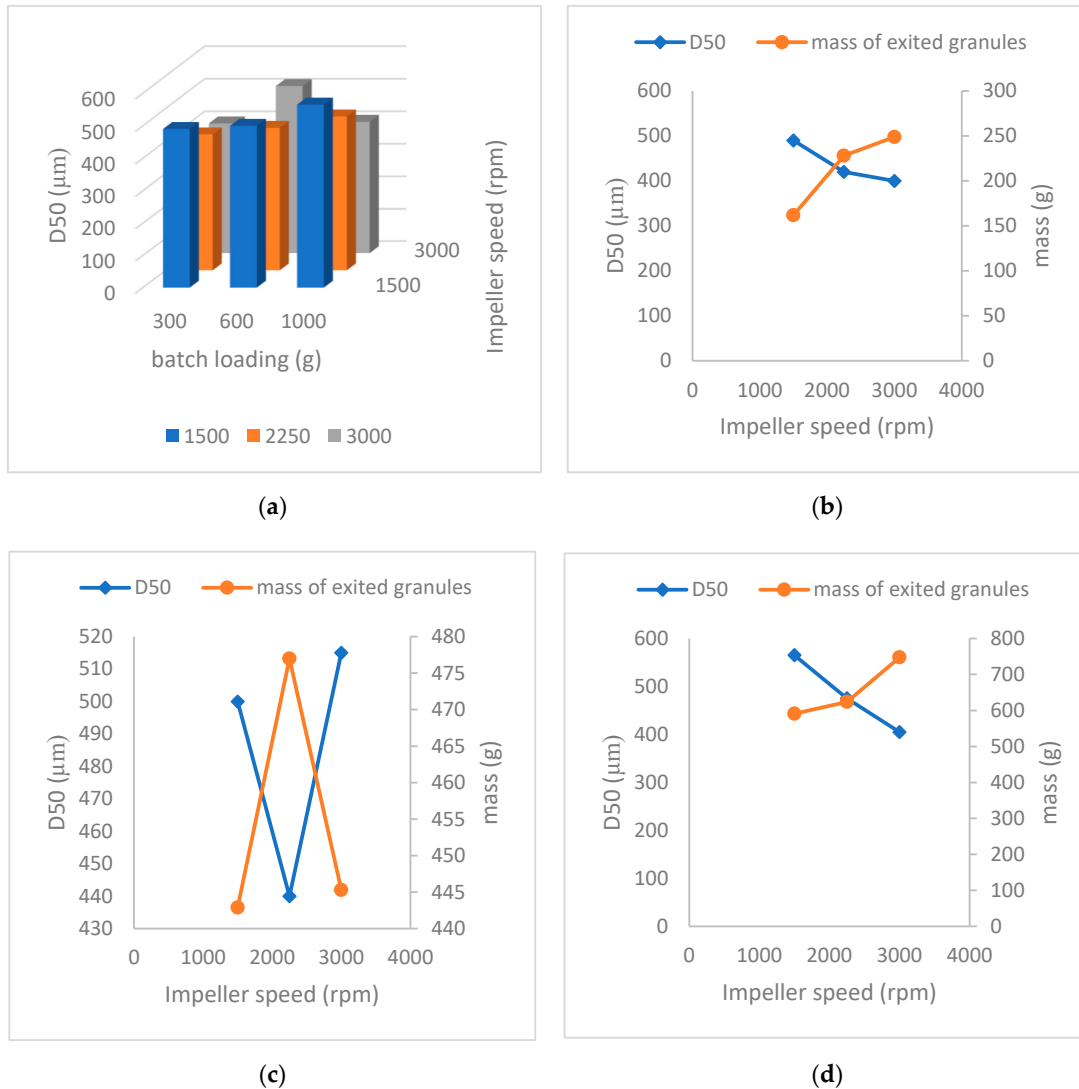 600
500
400
300
200
100
0
D50 (μm)
300 600 1000
batch loading (g)
3000
1500
Impeller speed (rpm)
1500 2250 3000
(a)
D50 mass of exited granules
600
500
400
300
200
100
0
D50 (μm)
300
250
200
150
100
50
0
mass (g)
0 1000 2000 3000 4000
Impeller speed (rpm)
(b)
D50 mass of exited granules
520
510
500
490
480
470
460
450
440
430
D50 (μm)
480
475
470
465
460
455
450
445
440
mass (g)
0 1000 2000 3000 4000
Impeller speed (rpm)
(c)
D50 mass of exited granules
600
500
400
300
200
100
0
D50 (μm)
800
700
600
500
400
300
200
100
0
mass (g)
0 1000 2000 3000 4000
Impeller speed (rpm)
(d)